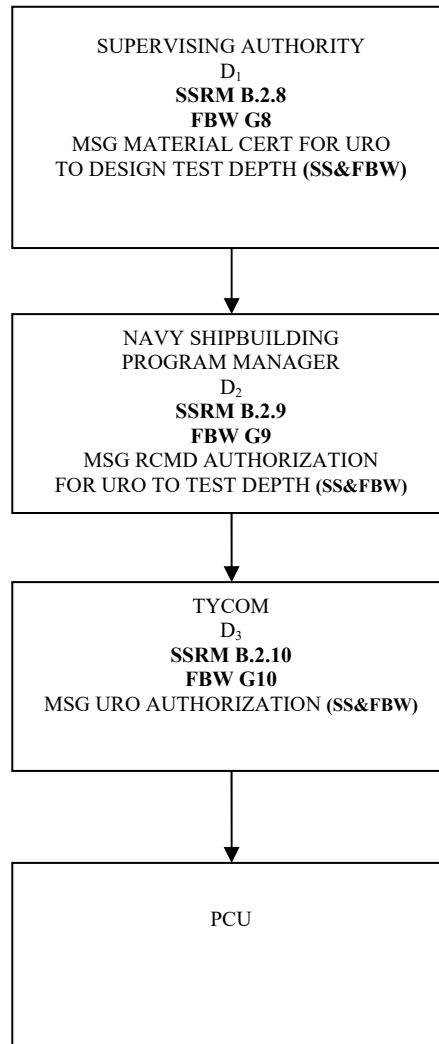 SUPERVISING AUTHORITY
D₁
SSRM B.2.8
FBW G8
MSG MATERIAL CERT FOR URO
TO DESIGN TEST DEPTH (SS&FBW)
NAVY SHIPBUILDING
PROGRAM MANAGER
D₂
SSRM B.2.9
FBW G9
MSG RCMD AUTHORIZATION
FOR URO TO TEST DEPTH (SS&FBW)
TYCOM
D₃
SSRM B.2.10
FBW G10
MSG URO AUTHORIZATION (SS&FBW)
PCU